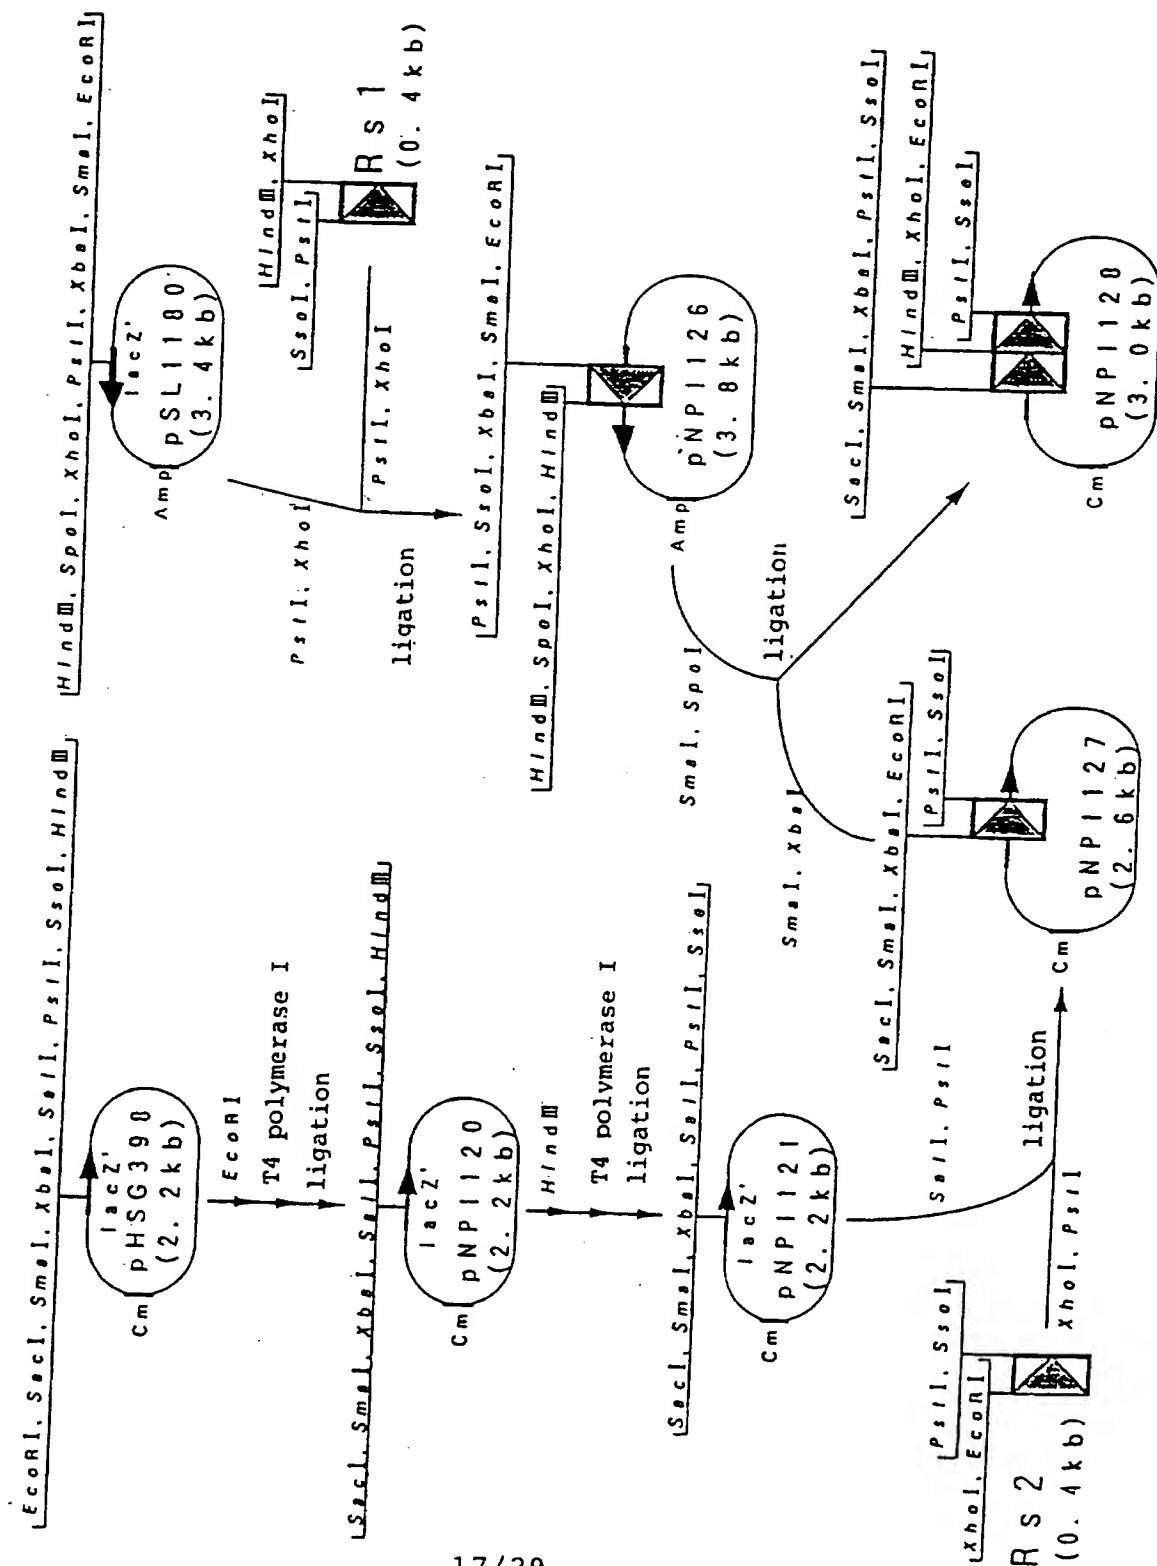 EcoRI, SacI, SmaI, XbaI, SalI, PstI, SsoI, HindⅢ
lacZ'
pHSG398
(2. 2kb)
Cm
EcoRI
T4 polymerase I
ligation
SacI, SmaI, XbaI, SalI, PstI, SsoI, HindⅢ
lacZ'
pNPI120
(2. 2kb)
Cm
HindⅢ
T4 polymerase I
ligation
SacI, SmaI, XbaI, SalI, PstI, SsoI
lacZ'
pNPI121
(2. 2kb)
Cm
SalI, PstI
PstI, SsoI
XhoI, EcoRI
Rs2
(0. 4kb)
XhoI, PstI
ligation
SacI, SmaI, XbaI, EcoRI
PstI, SsoI
pNPI127
(2. 6kb)
Cm
SmaI, XbaI
HindⅢ, SpoI, XhoI, PstI, XbaI, SmaI, EcoRI
lacZ'
pSL1180
(3. 4kb)
Amp
PstI, XhoI
HindⅢ, XhoI
SsoI, PstI
Rs1
(0. 4kb)
PstI, XhoI
ligation
PstI, SsoI, XbaI, SmaI, EcoRI
HindⅢ, SpoI, XhoI, HindⅢ
pNPI126
(3. 8kb)
Amp
SmaI, SpoI
ligation
SacI, SmaI, XbaI, PstI, SsoI
HindⅢ, XhoI, EcoRI
PstI, SsoI
pNPI128
(3. 0kb)
Cm